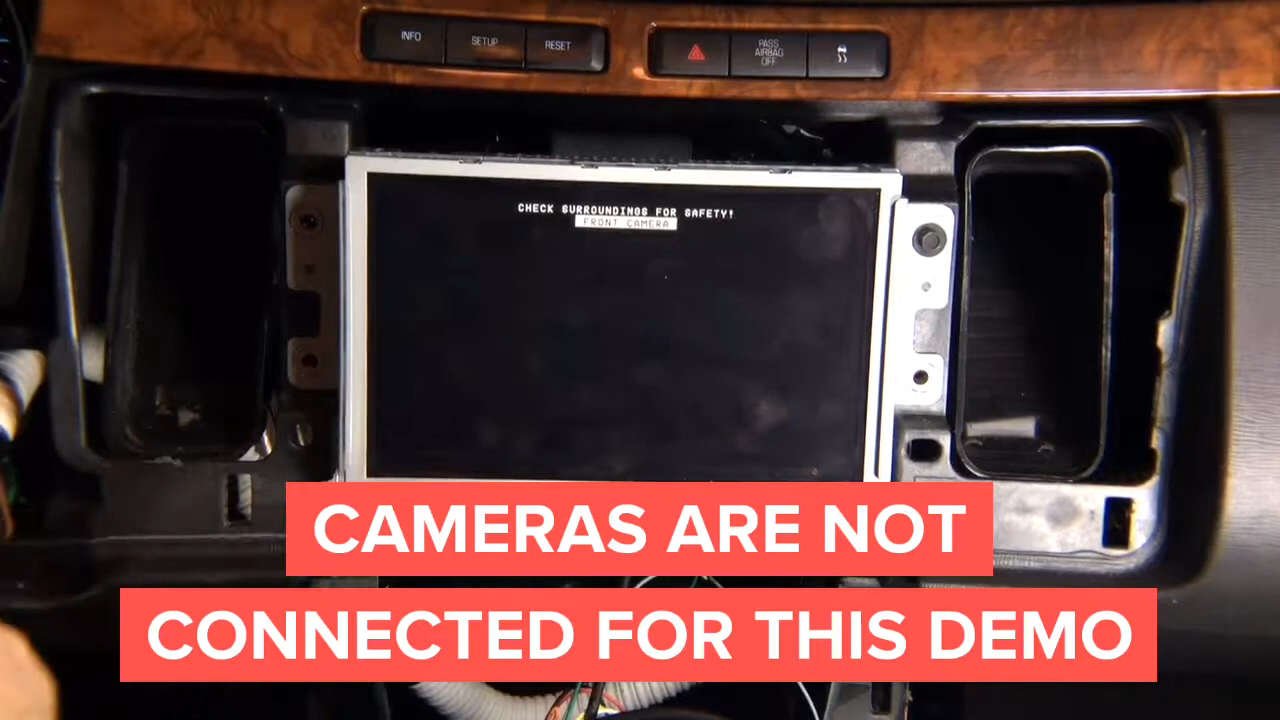 INFO
SETUP
RESET
PASS
AIRBAG
OFF
CHECK SURROUNDINGS FOR SAFETY!
FRONT CAMERA
CAMERAS ARE NOT
CONNECTED FOR THIS DEMO